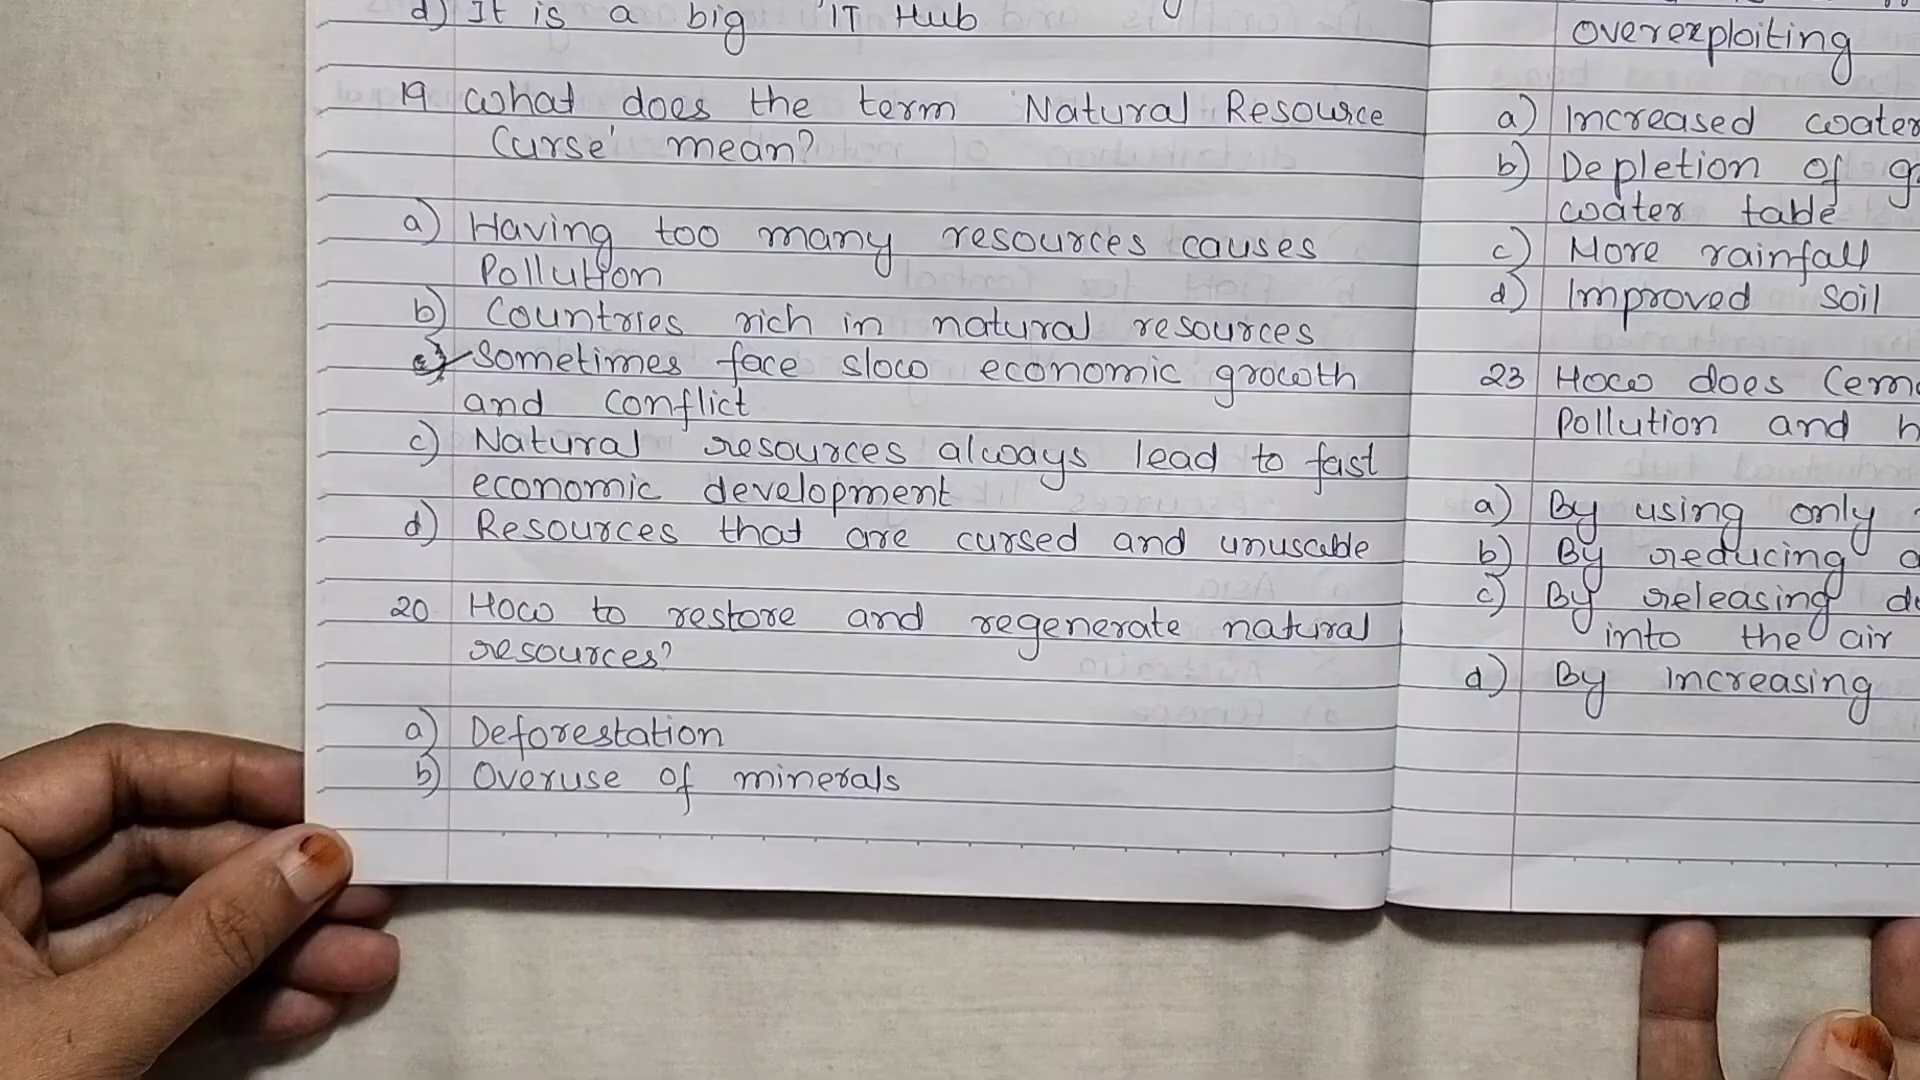 d) It is a big 'IT Hub
19 What does the term 'Natural Resource
Curse' mean?
a) Having too many resources causes
Pollution
b) Countries rich in natural resources
Sometimes face slow economic growth
and conflict
c) Natural resources always lead to fast
economic development
d) Resources that are cursed and unusable
20 How to restore and regenerate natural
resources?
a) Deforestation
b) Overuse of minerals
overexploiting
a) Increased water
b) Depletion of
water table
c) More rainfall
d) Improved soil
23 How does
Pollution and
a) By using only
b) By reducing
c) By releasing
into the air
d) By increasing